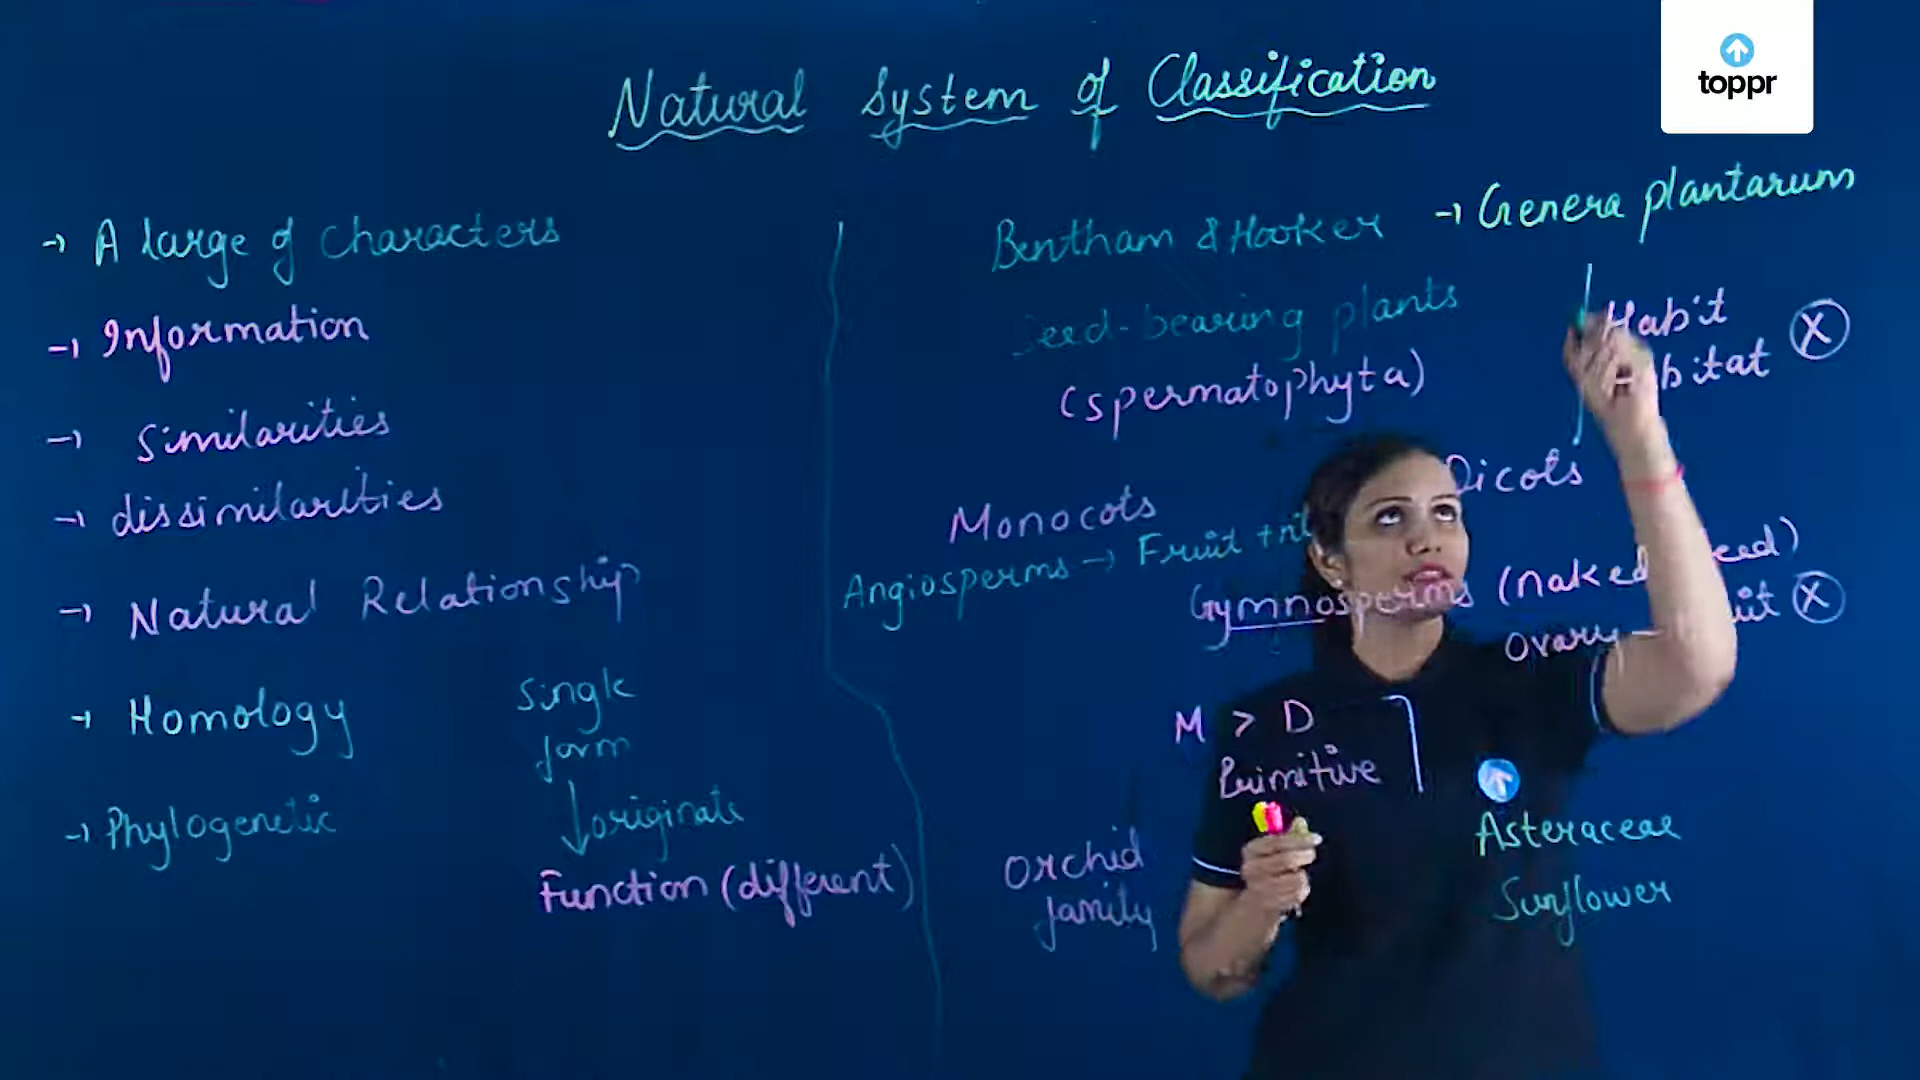 Natural System of Classification
toppr
→ A large of characters
→ Information
→ Similarities
→ dissimilarities
→ Natural Relationship
→ Homology
→ Phylogenetic
Single
form
↓ originate
Function (different)
Bentham & Hooker → Genera plantarum
Seed-bearing plants
(spermatophyta)
Habit
Habitat X
Monocots Dicots
Angiosperms → Fruit
Gymnosperms (naked
Ovary X
M > D
Primitive
Orchid
family
Asteraceae
Sunflower